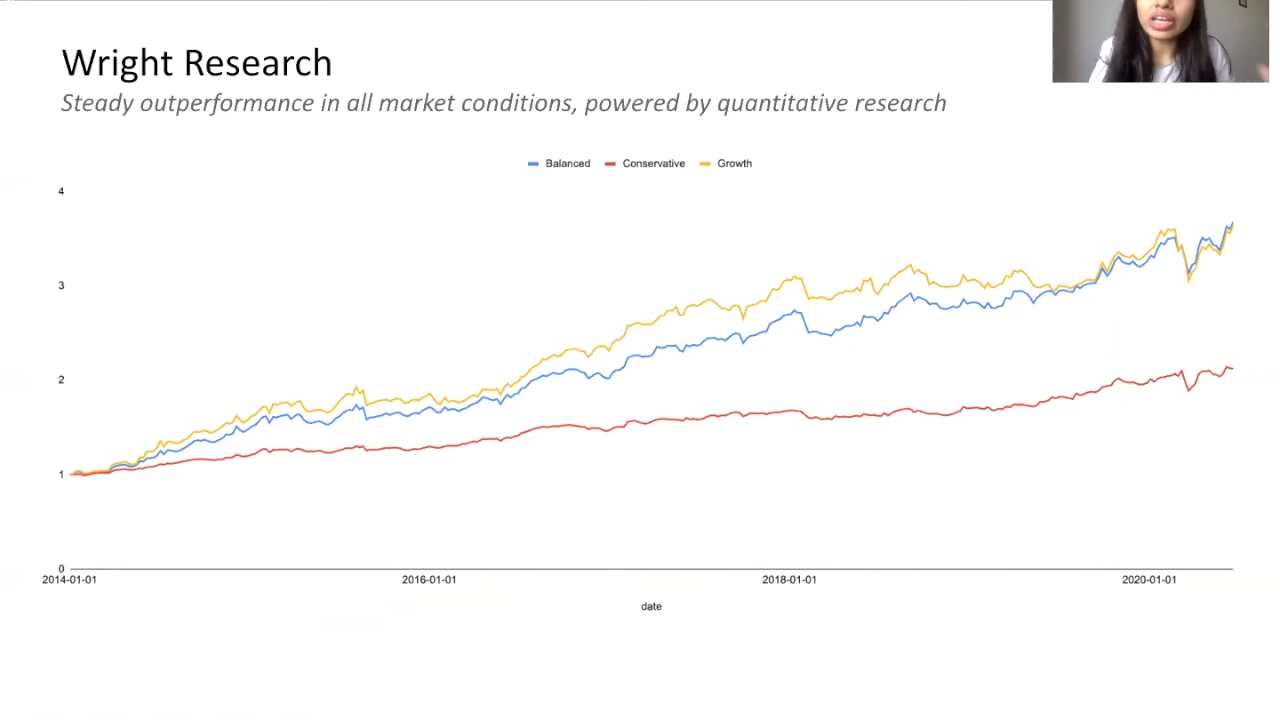 Wright Research
Steady outperformance in all market conditions, powered by quantitative research
Balanced Conservative Growth
4
3
2
1
0
2014-01-01 2016-01-01 2018-01-01 2020-01-01
date